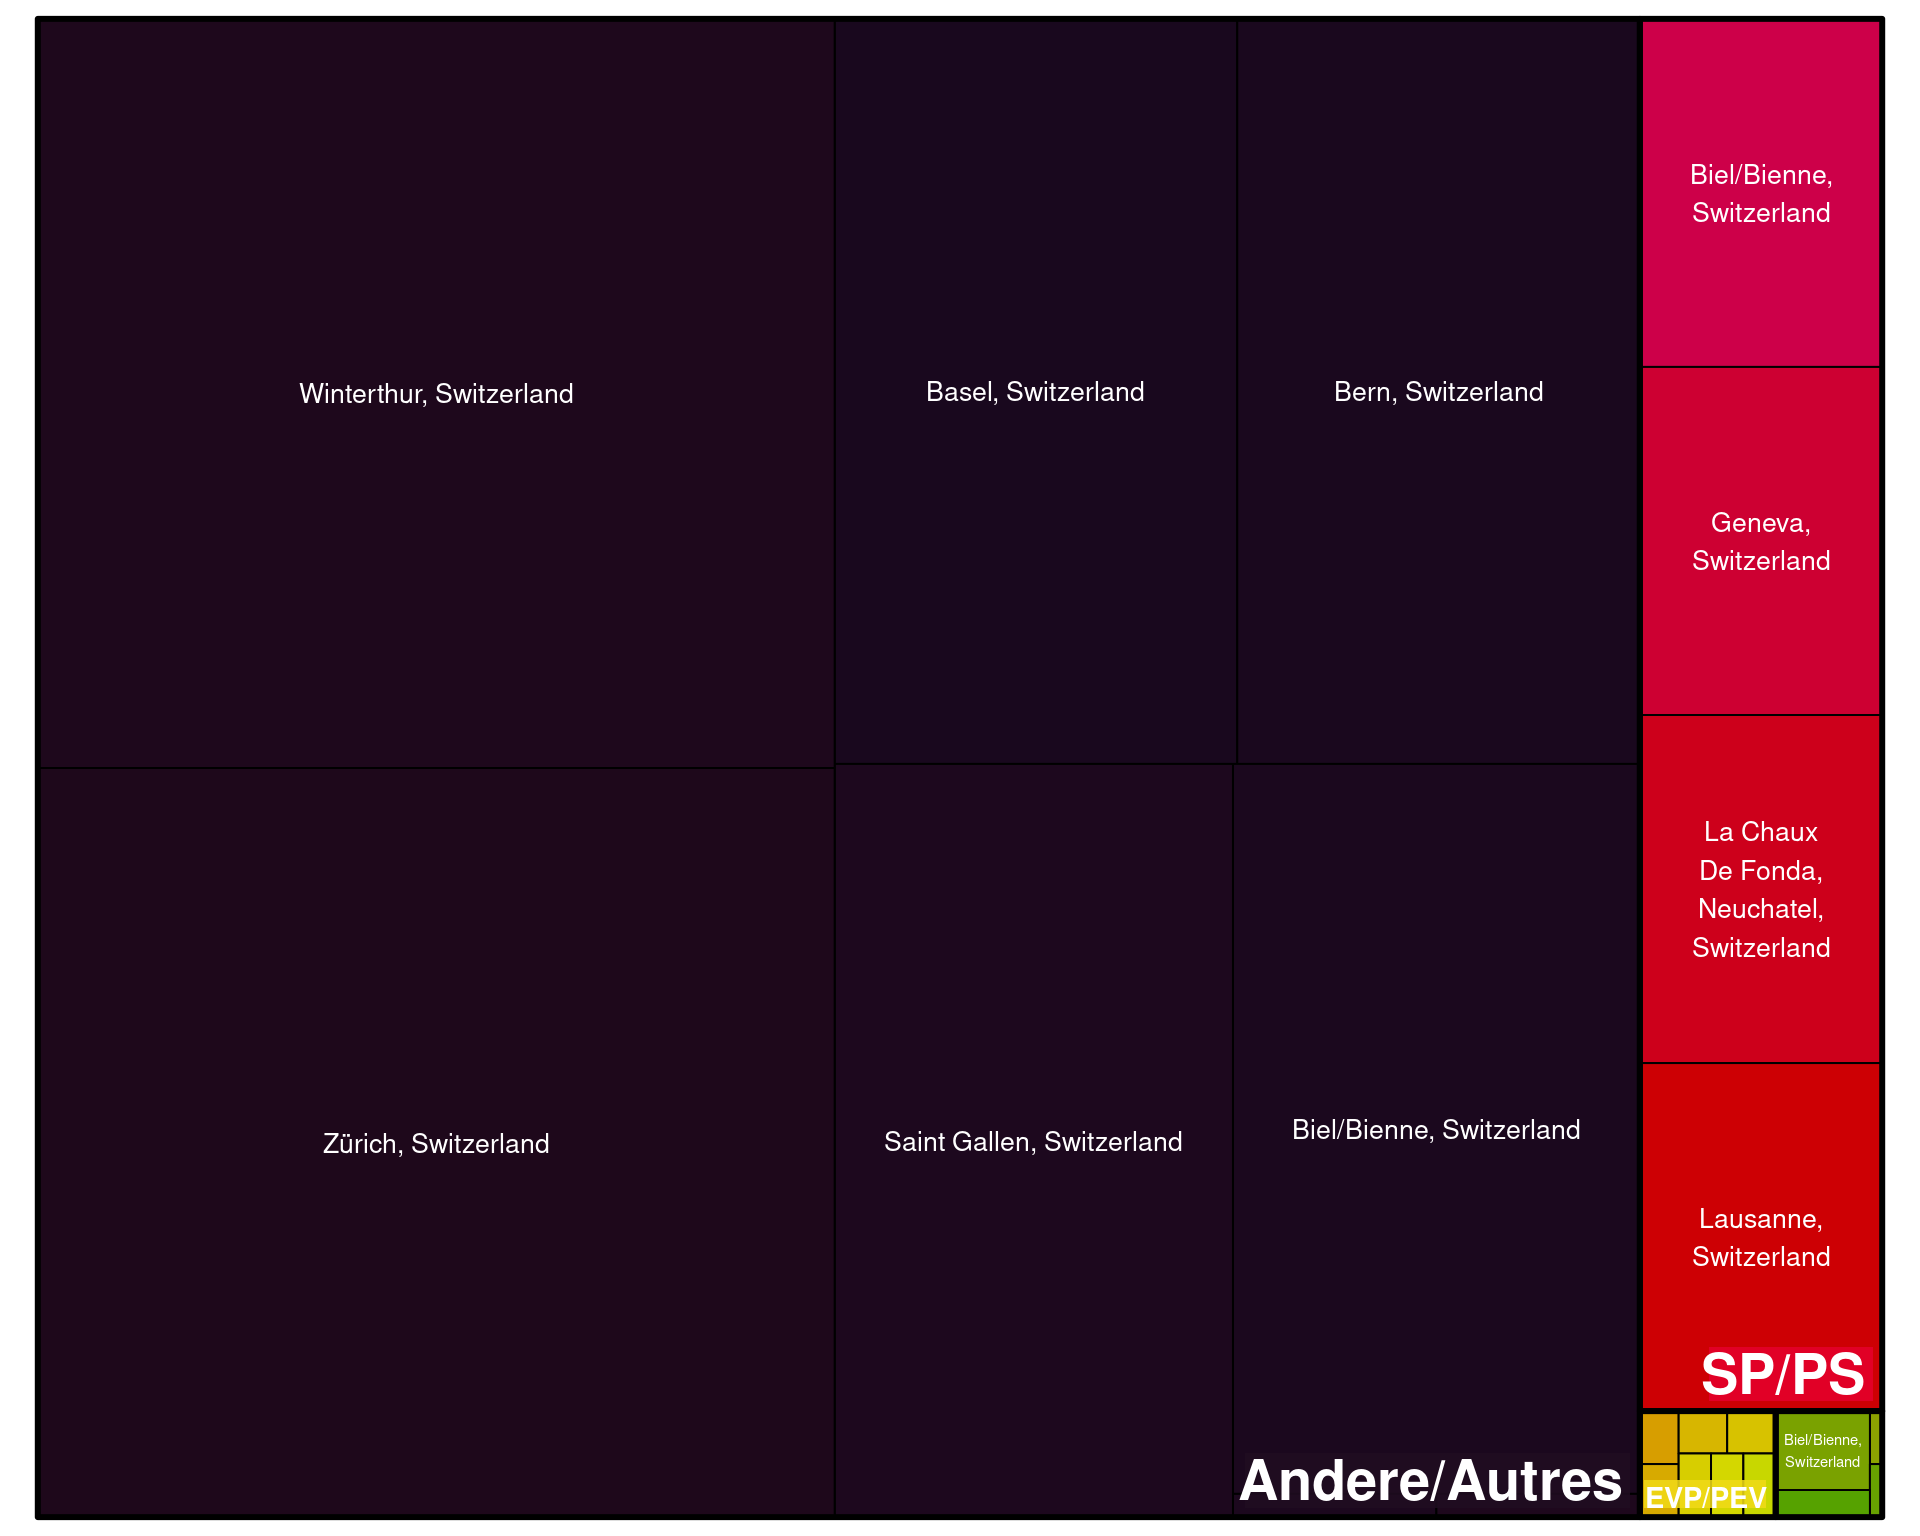 Winterthur, Switzerland
Basel, Switzerland
Bern, Switzerland
Biel/Bienne,
Switzerland
Geneva,
Switzerland
La Chaux
De Fonda,
Neuchatel,
Switzerland
Zürich, Switzerland
Saint Gallen, Switzerland
Biel/Bienne, Switzerland
Lausanne,
Switzerland
SP/PS
Andere/Autres
EVP/PEV
Biel/Bienne,
Switzerland